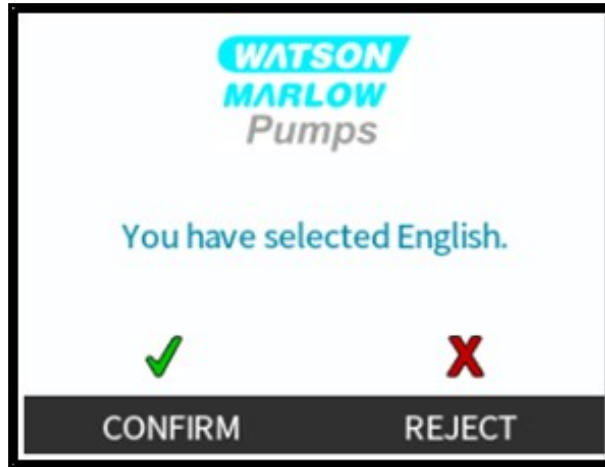 WATSON
MARLOW
Pumps
You have selected English.
CONFIRM REJECT